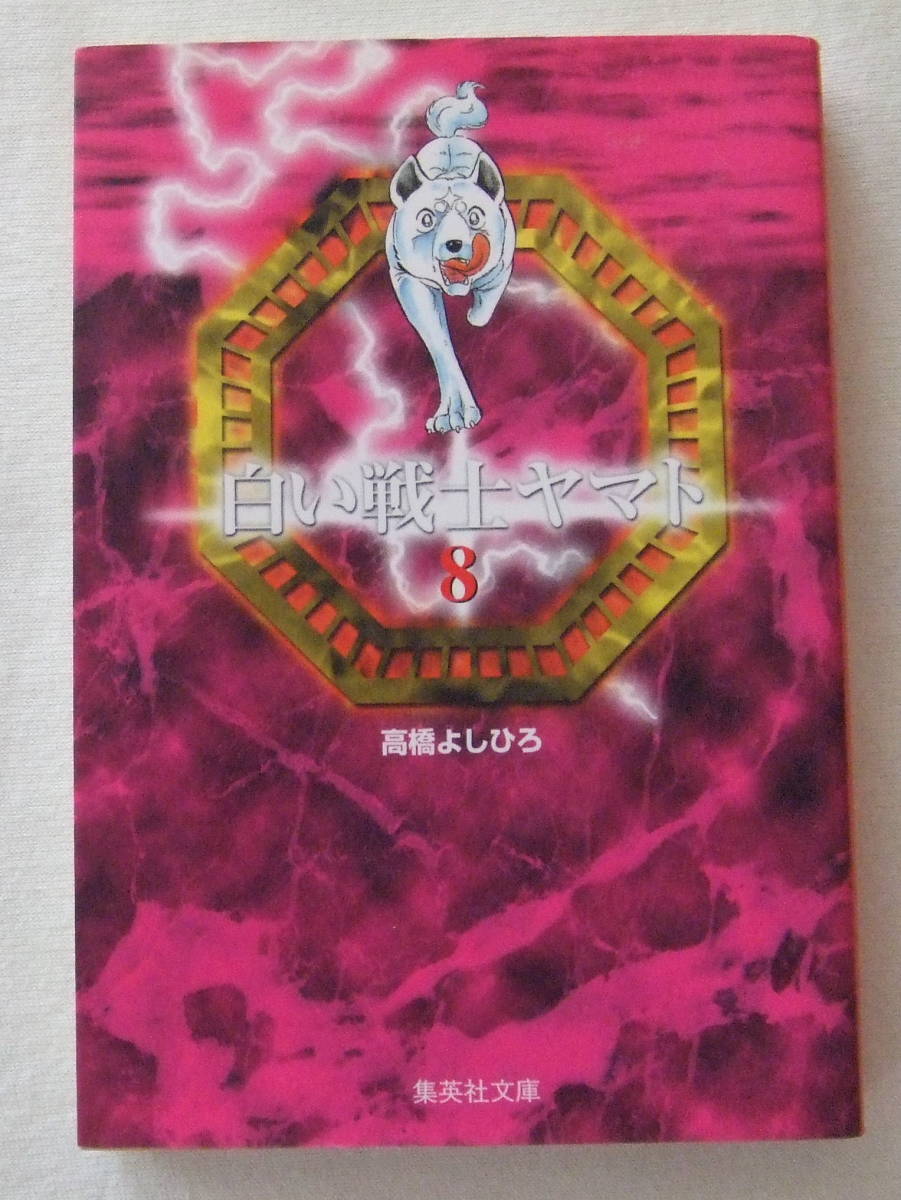 白い戦士ヤマト
8
高橋よしひろ
集英社文庫